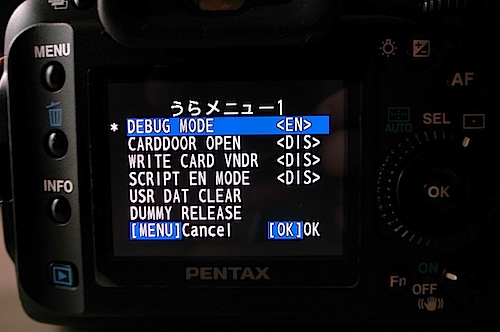 MENU
うらメニュー1
* DEBUG MODE <EN>
CARDDOOR OPEN <DIS>
WRITE CARD VNDR <DIS>
SCRIPT EN MODE <DIS>
USR DAT CLEAR
DUMMY RELEASE
[MENU]Cancel [OK]OK
INFO
PENTAX
AF
AUTO
SEL
OK
Fn
ON
OFF